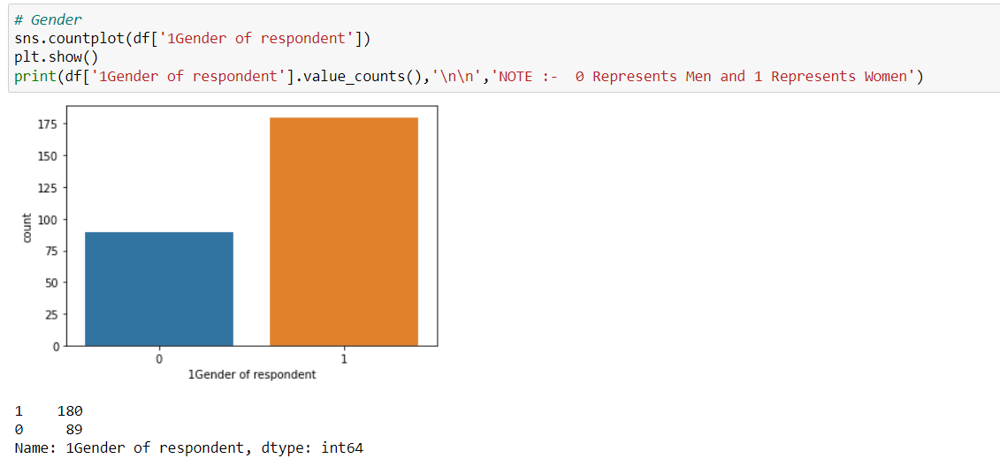 # Gender
sns.countplot(df['1Gender of respondent'])
plt.show()
print(df['1Gender of respondent'].value_counts(),'\n\n','NOTE :-  0 Represents Men and 1 Represents Women')
175
150
125
100
75
50
25
0
count
0 1
1Gender of respondent
1    180
0     89
Name: 1Gender of respondent, dtype: int64